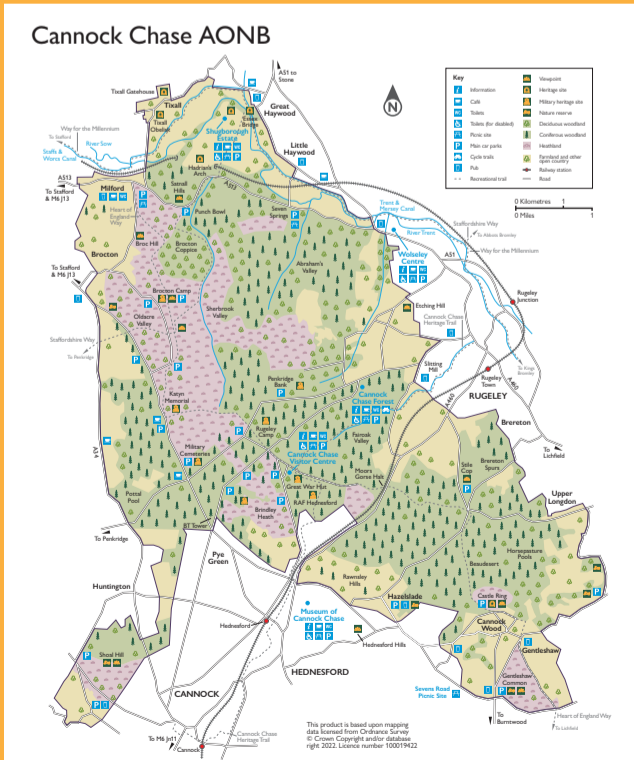 Cannock Chase AONB
A51 to
Stone
Tixall Gatehouse
Tixall
Tixall
Obelisk
Essex
Bridge
Great
Haywood
Shugborough
Estate
Way for the Millennium
To Stafford
River Sow
Staffs &
Worcs Canal
Hadrian's
Arch
Little
Haywood
A513
To Stafford
& M6 J13
Milford
Satnall
Hills
A513
Heart of
England
Way
Punch Bowl
Seven
Springs
Trent &
Mersey Canal
River Trent
Staffordshire Way
To Abbots Bromley
Way for the Millennium
Broc Hill
Brocton
Coppice
Brocton
Abraham's
Valley
Wolseley
Centre
A51
To Stafford
& M6 J13
Brocton Camp
Sherbrook
Valley
Oldacre
Valley
Etching Hill
Cannock Chase
Heritage Trail
Rugeley
Junction
Staffordshire Way
To Penkridge
Slitting
Mill
To Kings
Bromley
Penkridge
Bank
Katyn
Memorial
Cannock
Chase Forest
Rugeley
Town
RUGELEY
A460
A460
Brereton
A34
Rugeley
Camp
Fairoak
Valley
Military
Cemeteries
Cannock Chase
Visitor Centre
To
Lichfield
Stile
Cop
Brereton
Spurs
Moors
Gorse Halt
Great War Hut
RAF Hednesford
Pottal
Pool
Brindley
Heath
Upper
Longdon
BT Tower
To Penkridge
Pye
Green
Horsepasture
Pools
Beaudesert
Huntington
Rawnsley
Hills
Hazelslade
Castle Ring
Museum of
Cannock Chase
Cannock
Wood
Hednesford
Hednesford Hills
Gentleshaw
Shoal Hill
HEDNESFORD
Gentleshaw
Common
CANNOCK
Sevens Road
Picnic Site
To
Burntwood
Heart of England Way
To Lichfield
To M6 Jn11
Cannock
Cannock Chase
Heritage Trail
This product is based upon mapping
data licensed from Ordnance Survey
© Crown Copyright and/or database
right 2022. Licence number 100019422
N
Key
Information
Café
Toilets
Toilets (for disabled)
Picnic site
Main car parks
Cycle trails
Pub
Recreational trail
Viewpoint
Heritage site
Military heritage site
Nature reserve
Deciduous woodland
Coniferous woodland
Heathland
Farmland and other
open country
Railway station
Road
0 Kilometres 1
0 Miles 1